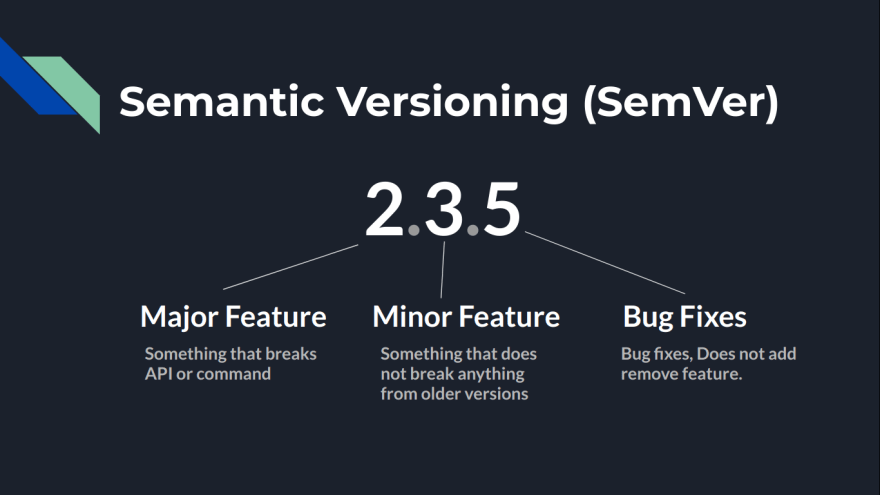 Semantic Versioning (SemVer)
2.3.5
Major Feature
Something that breaks
API or command
Minor Feature
Something that does
not break anything
from older versions
Bug Fixes
Bug fixes, Does not add
remove feature.